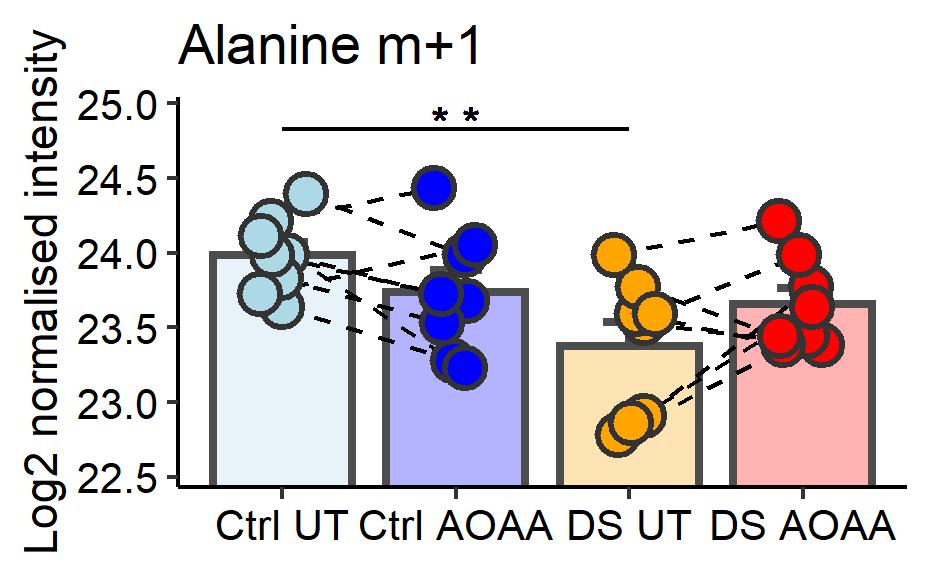 Alanine m+1
Log2 normalised intensity
25.0
24.5
24.0
23.5
23.0
22.5
* *
Ctrl UT Ctrl AOAA DS UT DS AOAA